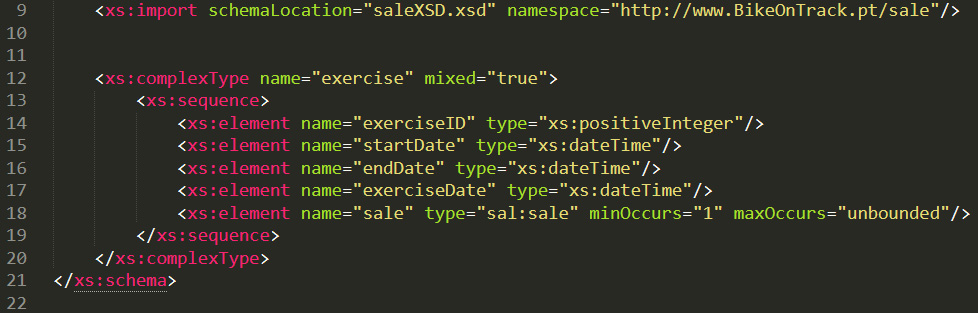 9 <xs:import schemaLocation="saleXSD.xsd" namespace="http://www.BikeOnTrack.pt/sale"/>
10
11
12 <xs:complexType name="exercise" mixed="true">
13 <xs:sequence>
14 <xs:element name="exerciseID" type="xs:positiveInteger"/>
15 <xs:element name="startDate" type="xs:dateTime"/>
16 <xs:element name="endDate" type="xs:dateTime"/>
17 <xs:element name="exerciseDate" type="xs:dateTime"/>
18 <xs:element name="sale" type="sal:sale" minOccurs="1" maxOccurs="unbounded"/>
19 </xs:sequence>
20 </xs:complexType>
21 </xs:schema>
22